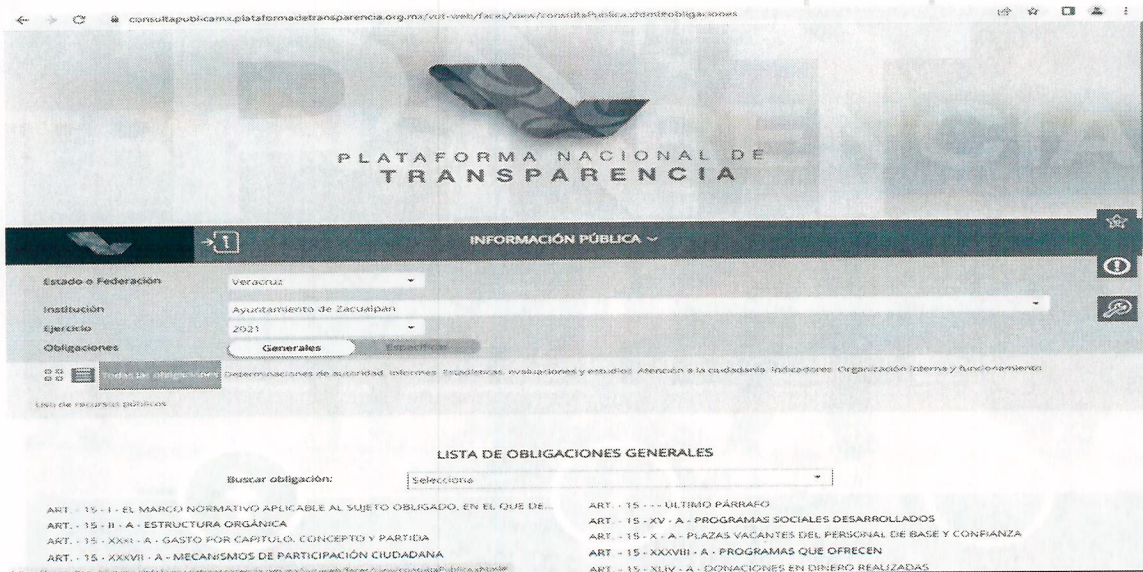 consultapublicamx.plataformadetransparencia.org.mx/vut-web/faces/view/consultaPublica.xhtml#obligaciones
PLATAFORMA NACIONAL DE
TRANSPARENCIA
INFORMACIÓN PÚBLICA
Estado o Federación Veracruz
Institución Ayuntamiento de Zacualpan
Ejercicio 2021
Obligaciones Generales Específicas
Todas las obligaciones Determinaciones de autoridad, informes Estadísticas, evaluaciones y estudios Atención a la ciudadanía Indicadores Organización interna y funcionamiento
Uso de recursos públicos
LISTA DE OBLIGACIONES GENERALES
Buscar obligación: Selecciona
ART. - 15 - I - EL MARCO NORMATIVO APLICABLE AL SUJETO OBLIGADO, EN EL QUE DE... ART. - 15 - - - ÚLTIMO PÁRRAFO
ART. - 15 - II - A - ESTRUCTURA ORGÁNICA ART. - 15 - XV - A - PROGRAMAS SOCIALES DESARROLLADOS
ART. - 15 - XXXI - A - GASTO POR CAPÍTULO, CONCEPTO Y PARTIDA ART. - 15 - X - A - PLAZAS VACANTES DEL PERSONAL DE BASE Y CONFIANZA
ART. - 15 - XXXVII - A - MECANISMOS DE PARTICIPACIÓN CIUDADANA ART. - 15 - XXXVIII - A - PROGRAMAS QUE OFRECEN
ART. - 15 - XLIV - A - DONACIONES EN DINERO REALIZADAS